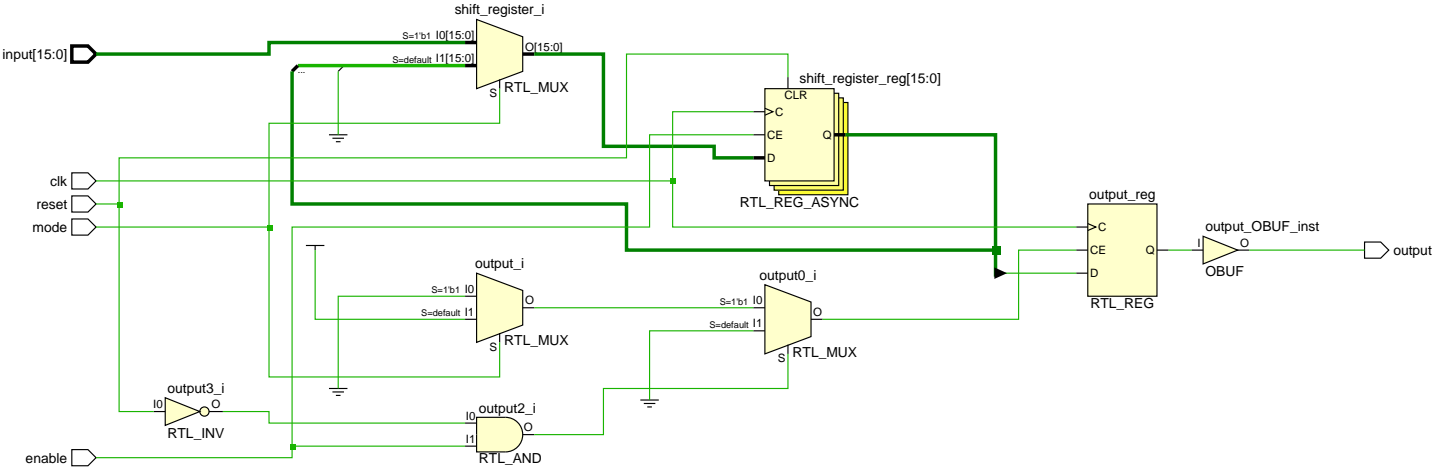 shift_register_i
S=1'b1 I0[15:0]
O[15:0]
input[15:0]
S=default I1[15:0]
...
S
RTL_MUX
shift_register_reg[15:0]
CLR
C
CE
Q
D
RTL_REG_ASYNC
clk
reset
mode
output_reg
C
CE
Q
D
RTL_REG
output_OBUF_inst
I
O
OBUF
output
output_i
S=1'b1 I0
O
S=default I1
S
RTL_MUX
output0_i
S=1'b1 I0
O
S=default I1
S
RTL_MUX
output3_i
I0
O
RTL_INV
output2_i
I0
O
I1
RTL_AND
enable